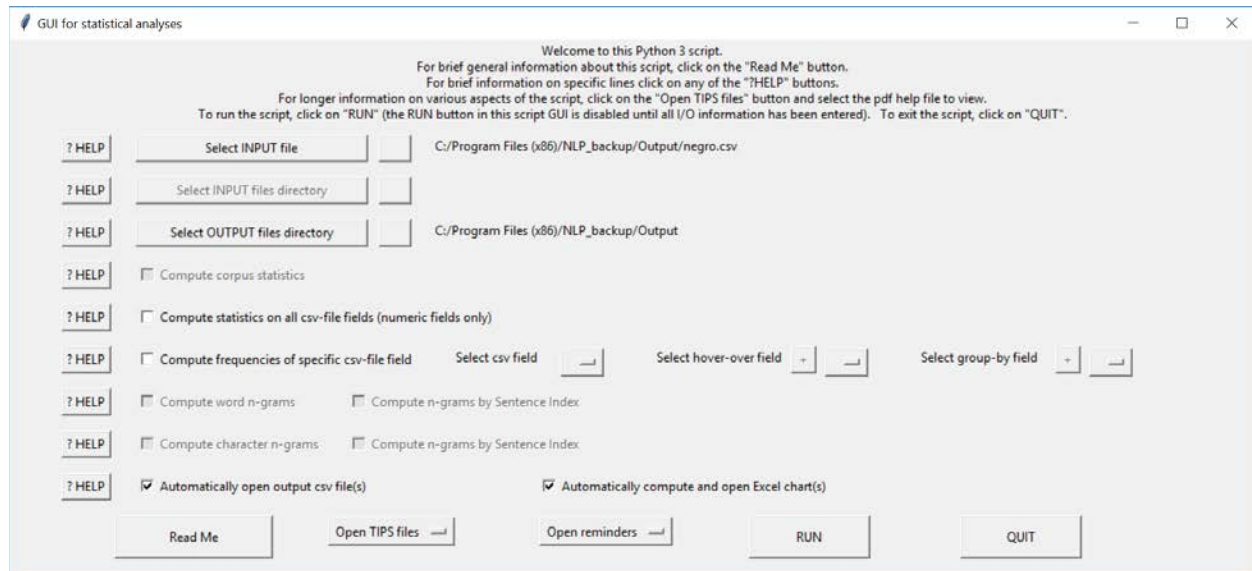 GUI for statistical analyses
Welcome to this Python 3 script.
For brief general information about this script, click on the "Read Me" button.
For brief information on specific lines click on any of the "?HELP" buttons.
For longer information on various aspects of the script, click on the "Open TIPS files" button and select the pdf help file to view.
To run the script, click on "RUN" (the RUN button in this script GUI is disabled until all I/O information has been entered). To exit the script, click on "QUIT".
? HELP Select INPUT file C:/Program Files (x86)/NLP_backup/Output/negro.csv
? HELP Select INPUT files directory
? HELP Select OUTPUT files directory C:/Program Files (x86)/NLP_backup/Output
? HELP Compute corpus statistics
? HELP Compute statistics on all csv-file fields (numeric fields only)
? HELP Compute frequencies of specific csv-file field Select csv field Select hover-over field + Select group-by field +
? HELP Compute word n-grams Compute n-grams by Sentence Index
? HELP Compute character n-grams Compute n-grams by Sentence Index
? HELP Automatically open output csv file(s) Automatically compute and open Excel chart(s)
Read Me Open TIPS files Open reminders RUN QUIT